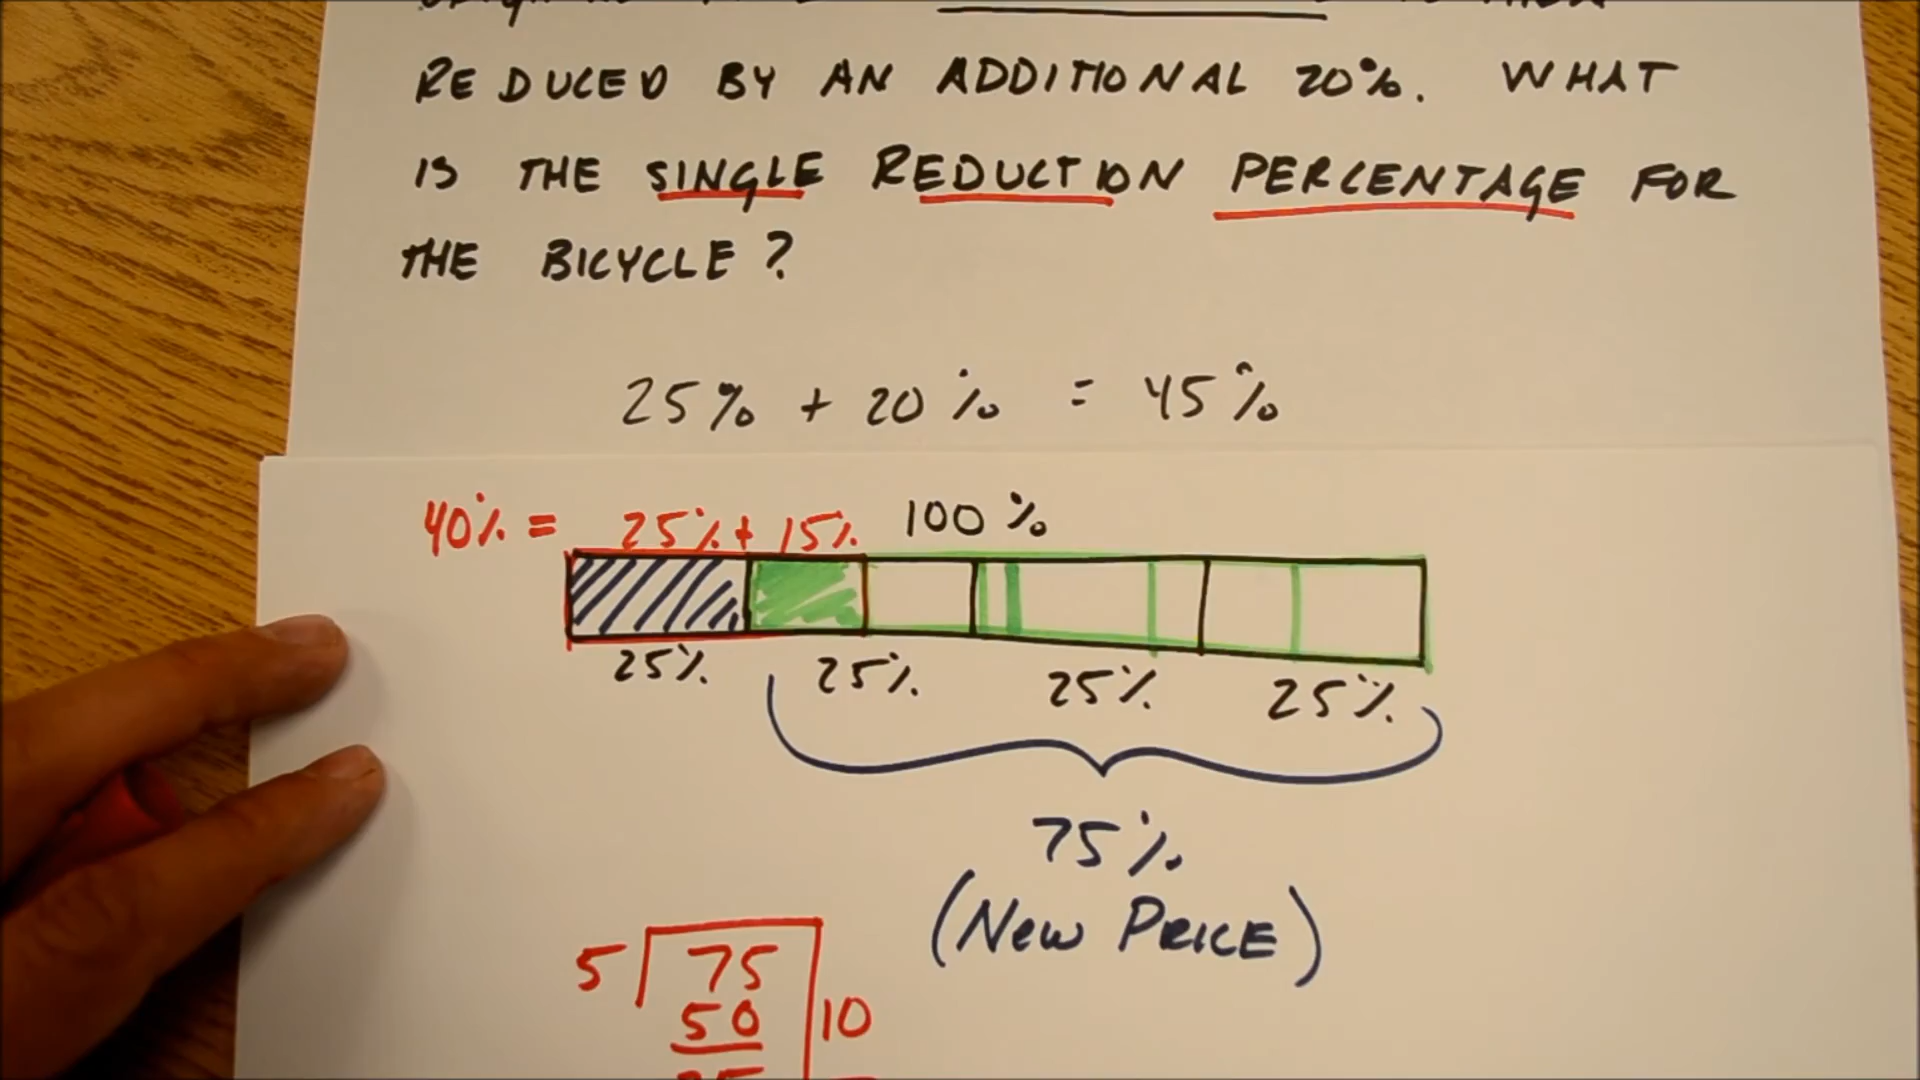 REDUCED BY AN ADDITIONAL 20%. WHAT
IS THE SINGLE REDUCTION PERCENTAGE FOR
THE BICYCLE?
25% + 20% = 45%
40% = 25% + 15% 100%
25% 25% 25% 25%
75%
(NEW PRICE)
5 75
50 10